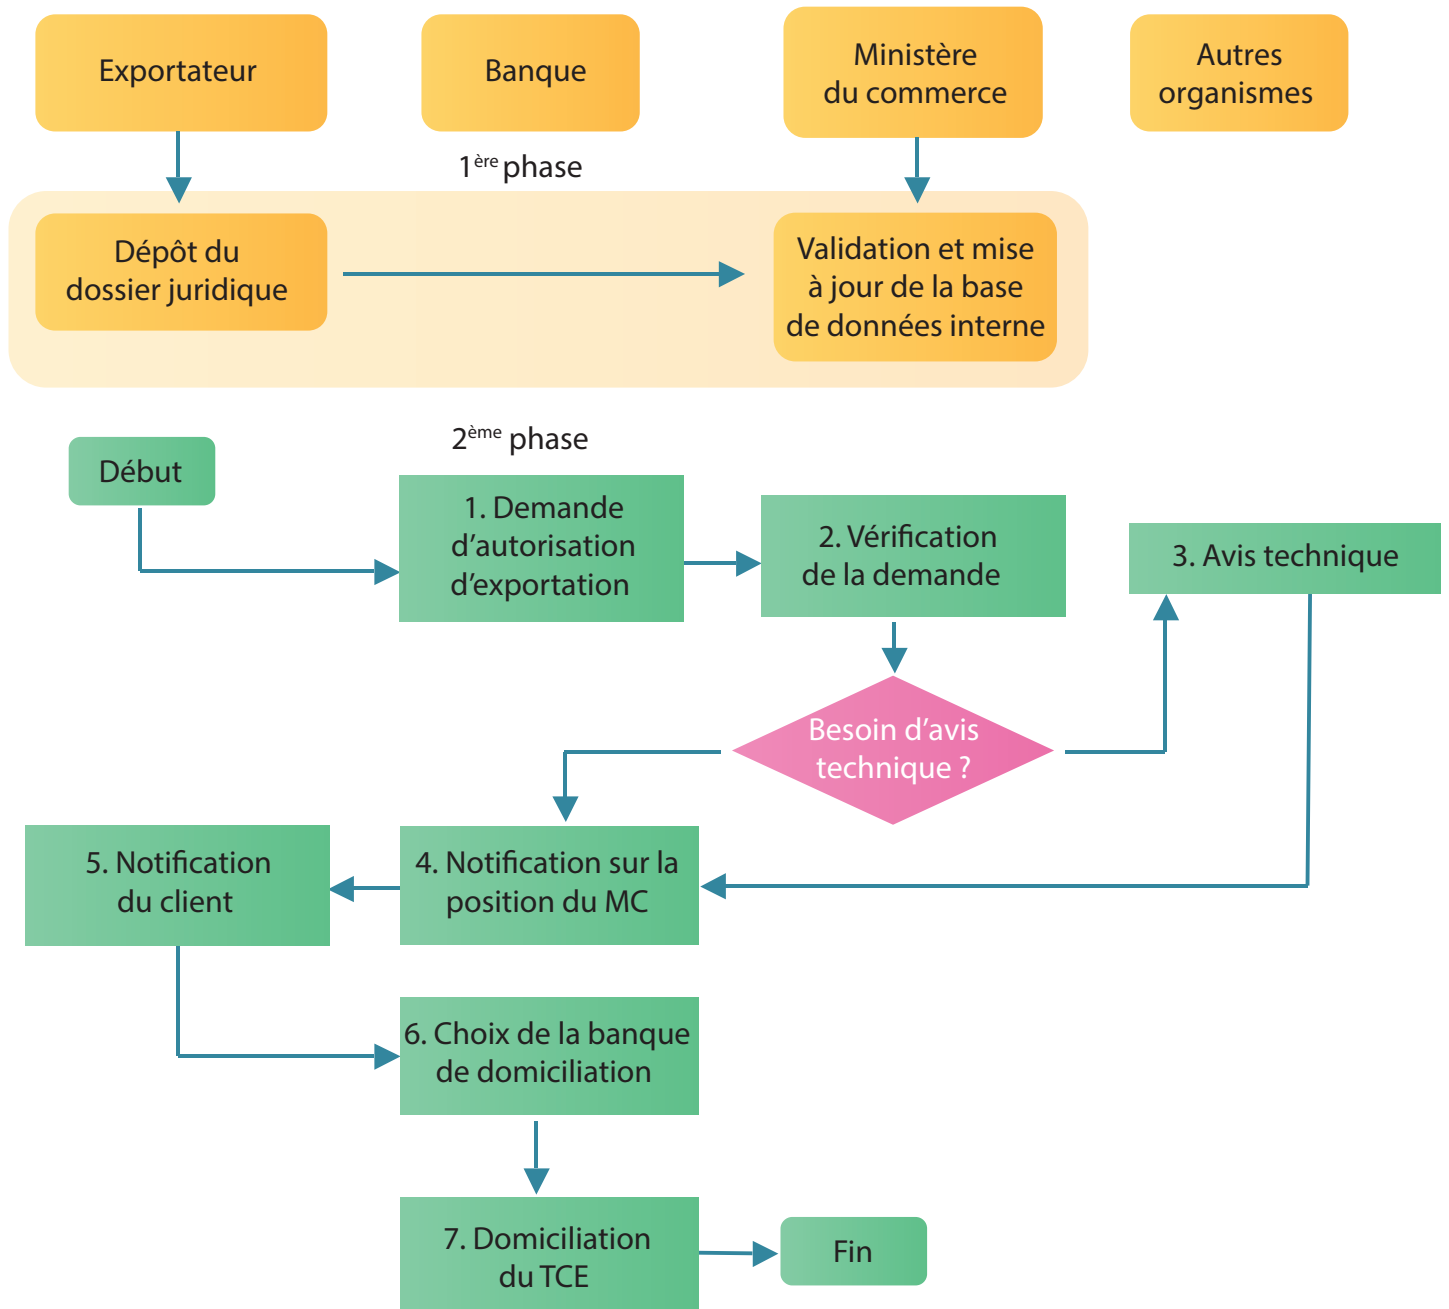 Exportateur
Banque
Ministère
du commerce
Autres
organismes
1ère phase
Dépôt du
dossier juridique
Validation et mise
à jour de la base
de données interne
2ème phase
Début
1. Demande
d’autorisation
d’exportation
2. Vérification
de la demande
3. Avis technique
Besoin d’avis
technique ?
5. Notification
du client
4. Notification sur la
position du MC
6. Choix de la banque
de domiciliation
7. Domiciliation
du TCE
Fin